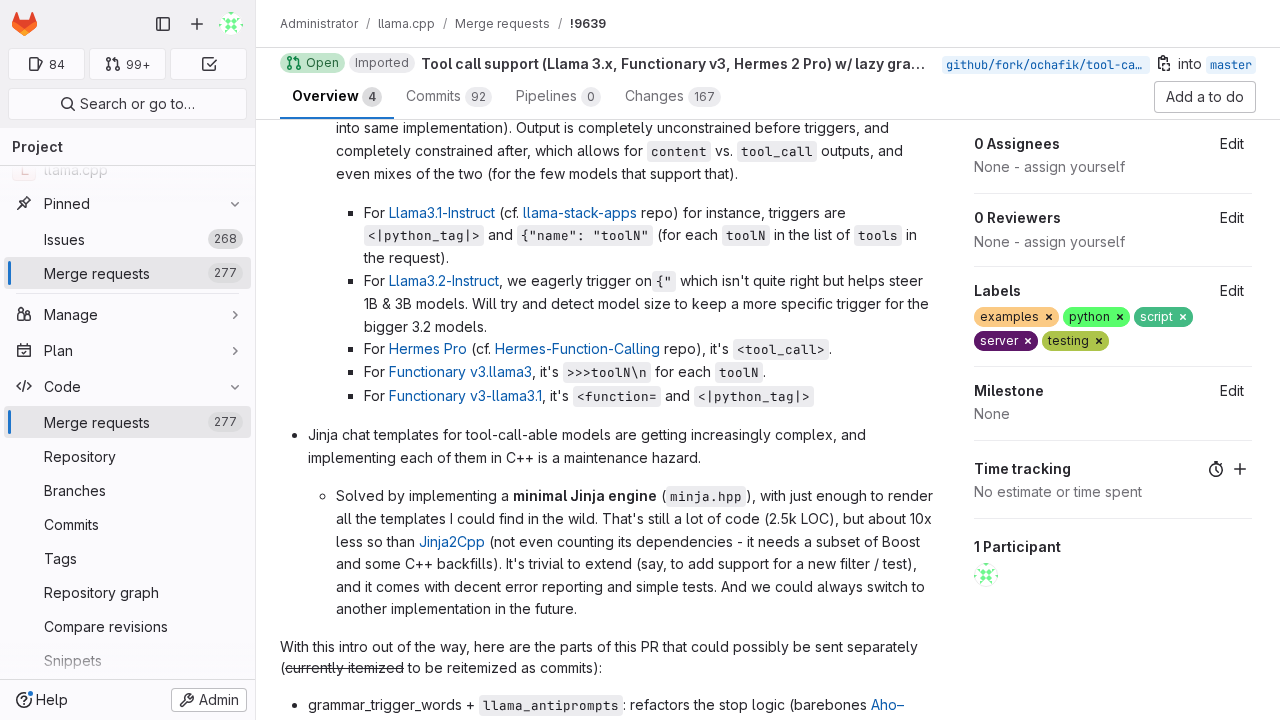 84
99+
Search or go to…
Project
L llama.cpp
Pinned
Issues 268
Merge requests 277
Manage
Plan
Code
Merge requests 277
Repository
Branches
Commits
Tags
Repository graph
Compare revisions
Snippets
Help
Admin
Administrator / llama.cpp / Merge requests / !9639
Open Imported Tool call support (Llama 3.x, Functionary v3, Hermes 2 Pro) w/ lazy gra… github/fork/ochafik/tool-ca… into master
Overview 4 Commits 92 Pipelines 0 Changes 167 Add a to do
into same implementation). Output is completely unconstrained before triggers, and
completely constrained after, which allows for content vs. tool_call outputs, and
even mixes of the two (for the few models that support that).
For Llama3.1-Instruct (cf. llama-stack-apps repo) for instance, triggers are
<|python_tag|> and {"name": "toolN" (for each toolN in the list of tools in
the request).
For Llama3.2-Instruct, we eagerly trigger on {" which isn't quite right but helps steer
1B & 3B models. Will try and detect model size to keep a more specific trigger for the
bigger 3.2 models.
For Hermes Pro (cf. Hermes-Function-Calling repo), it's <tool_call>.
For Functionary v3.llama3, it's >>>toolN\n for each toolN.
For Functionary v3-llama3.1, it's <function= and <|python_tag|>
Jinja chat templates for tool-call-able models are getting increasingly complex, and
implementing each of them in C++ is a maintenance hazard.
Solved by implementing a minimal Jinja engine (minja.hpp), with just enough to render
all the templates I could find in the wild. That's still a lot of code (2.5k LOC), but about 10x
less so than Jinja2Cpp (not even counting its dependencies - it needs a subset of Boost
and some C++ backfills). It's trivial to extend (say, to add support for a new filter / test),
and it comes with decent error reporting and simple tests. And we could always switch to
another implementation in the future.
With this intro out of the way, here are the parts of this PR that could possibly be sent separately
(currently itemized to be reitemized as commits):
grammar_trigger_words + llama_antiprompts: refactors the stop logic (barebones Aho–
0 Assignees Edit
None - assign yourself
0 Reviewers Edit
None - assign yourself
Labels Edit
examples × python × script ×
server × testing ×
Milestone Edit
None
Time tracking
No estimate or time spent
1 Participant